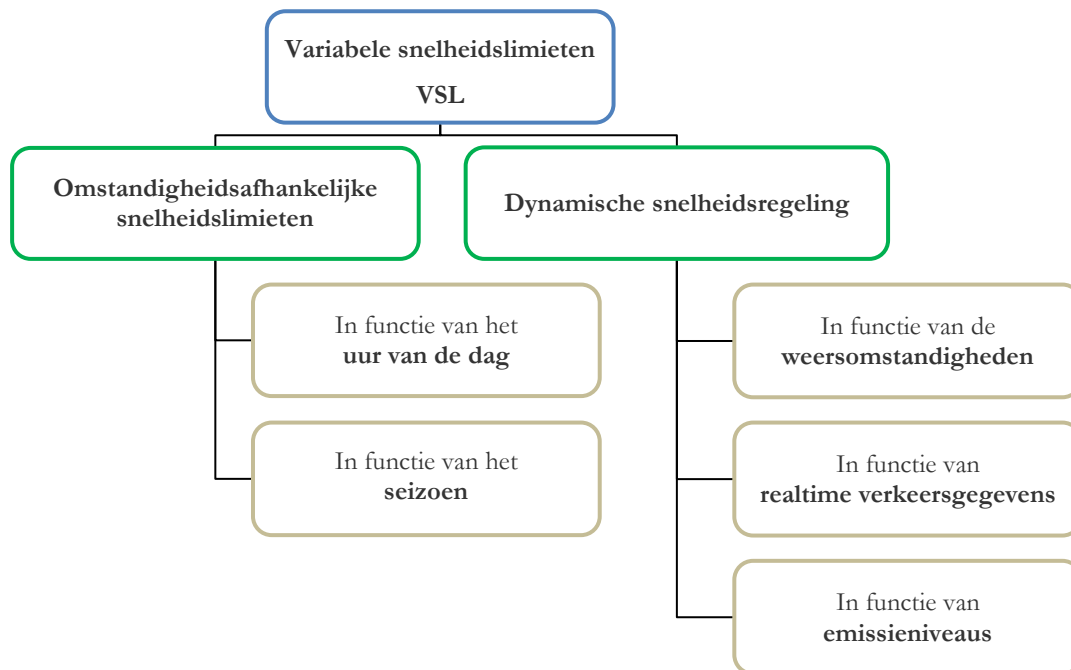 Variabele snelheidslimieten
VSL
Omstandigheidsafhankelijke
snelheidslimieten
Dynamische snelheidsregeling
In functie van het
uur van de dag
In functie van het
seizoen
In functie van de
weersomstandigheden
In functie van
realtime verkeersgegevens
In functie van
emissieniveaus